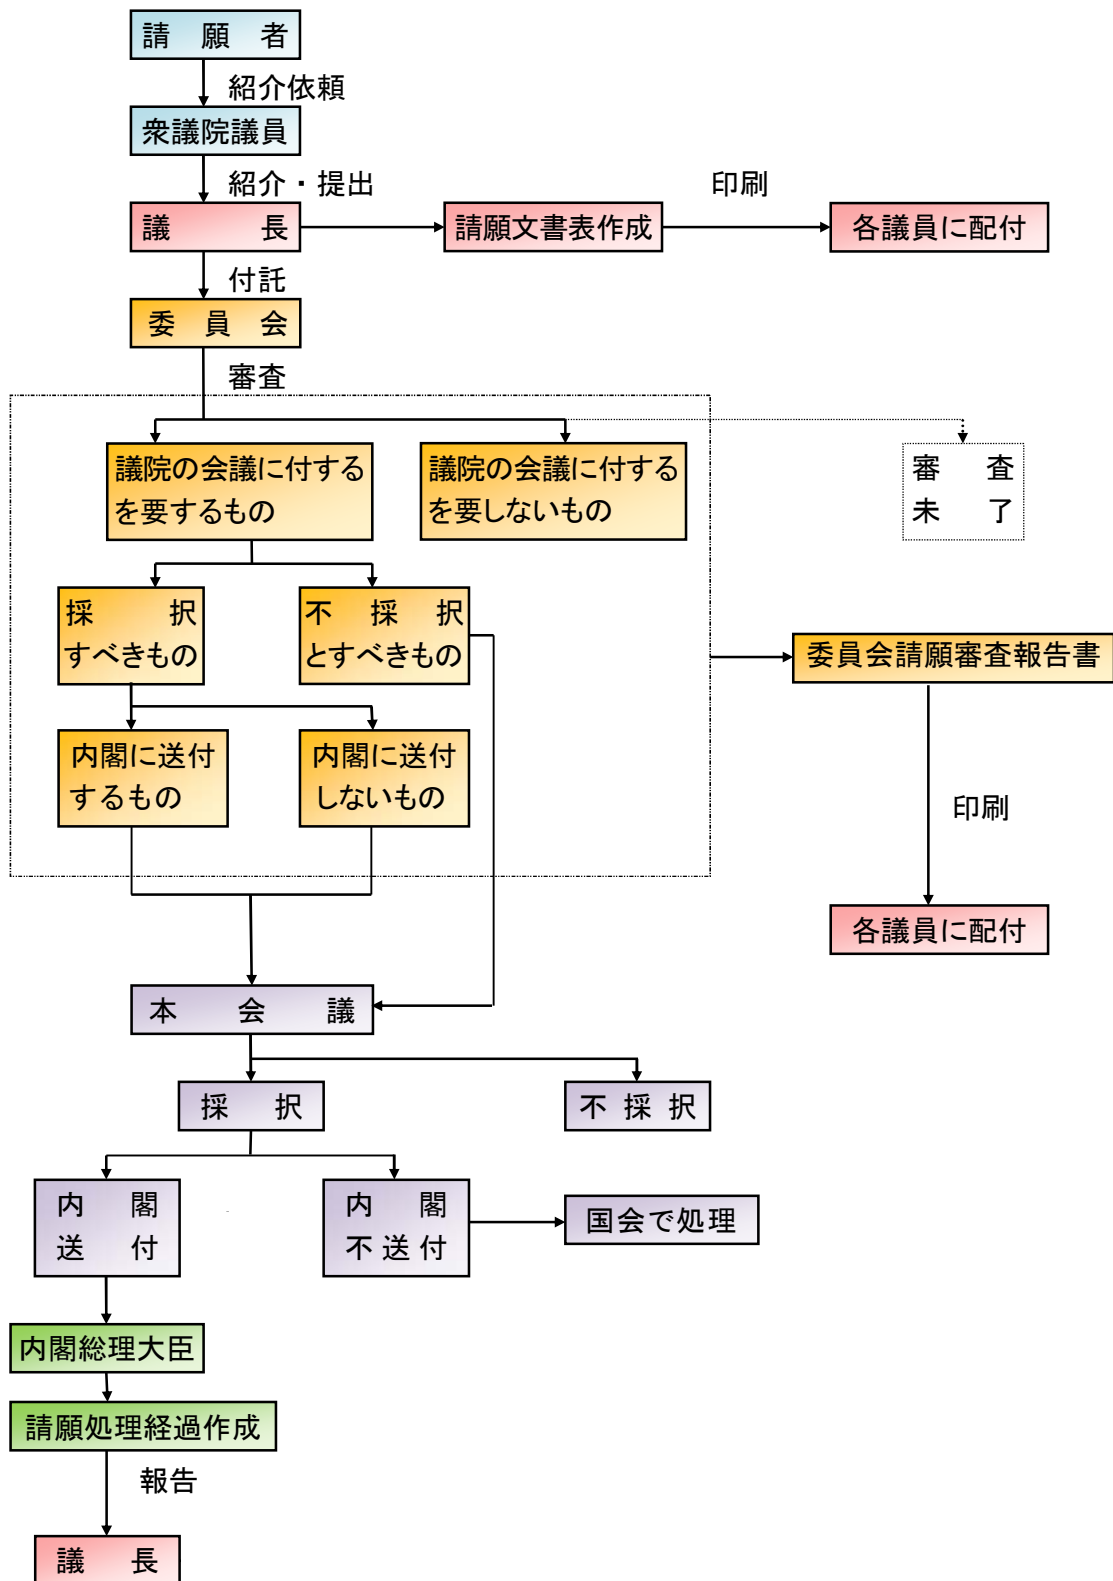 請願者
紹介依頼
衆議院議員
紹介・提出
印刷
議長
請願文書表作成
各議員に配付
付託
委員会
審査
議院の会議に付する
を要するもの
議院の会議に付する
を要しないもの
審査
未了
採択
すべきもの
不採択
とすべきもの
委員会請願審査報告書
内閣に送付
するもの
内閣に送付
しないもの
印刷
各議員に配付
本会議
採択
不採択
内閣
送付
内閣
不送付
国会で処理
内閣総理大臣
請願処理経過作成
報告
議長